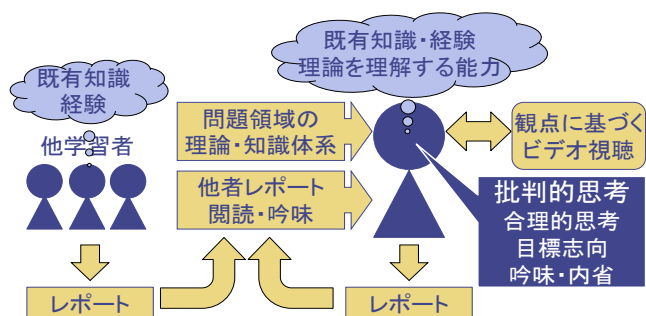 既有知識・経験
理論を理解する能力
既有知識
経験
他学習者
問題領域の
理論・知識体系
観点に基づく
ビデオ視聴
他者レポート
閲読・吟味
批判的思考
合理的思考
目標志向
吟味・内省
レポート
レポート